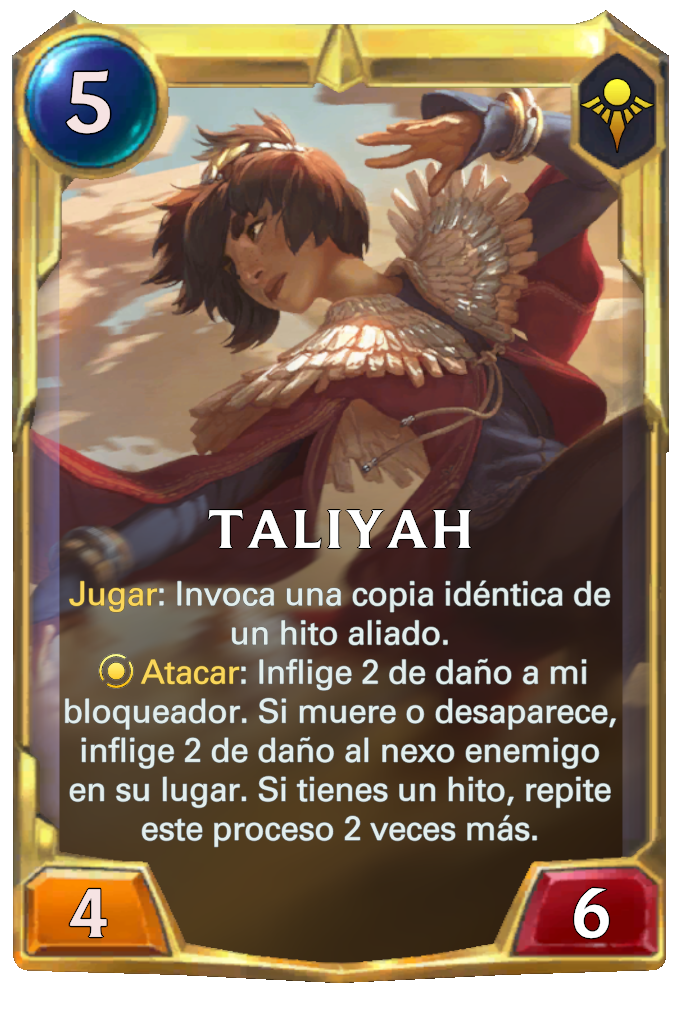 5
TALIYAH
Jugar: Invoca una copia idéntica de
un hito aliado.
Atacar: Inflige 2 de daño a mi
bloqueador. Si muere o desaparece,
inflige 2 de daño al nexo enemigo
en su lugar. Si tienes un hito, repite
este proceso 2 veces más.
4
6